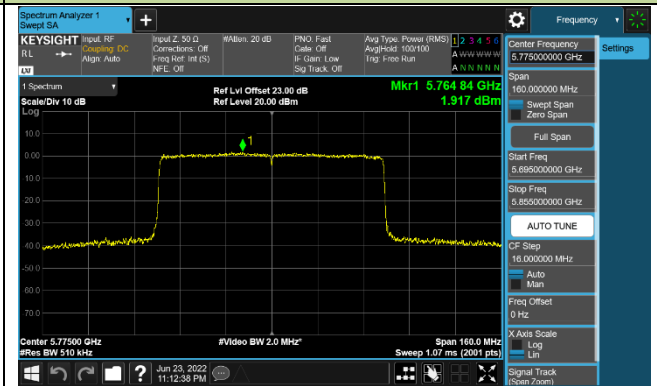 Spectrum Analyzer 1
Swept SA
+
Frequency
KEYSIGHT
RL
LXI
Input: RF
Coupling: DC
Align: Auto
Input Z: 50 Ω
Corrections: Off
Freq Ref: Int (S)
NFE: Off
#Atten: 20 dB
PNO: Fast
Gate: Off
IF Gain: Low
Sig Track: Off
Avg Type: Power (RMS)
Avg|Hold: 100/100
Trig: Free Run
1 2 3 4 5 6
A W W W W W
A N N N N N
1 Spectrum
Scale/Div 10 dB
Log
Ref Lvl Offset 23.00 dB
Ref Level 20.00 dBm
Mkr1 5.764 84 GHz
1.917 dBm
1
10.0
0.00
-10.0
-20.0
-30.0
-40.0
-50.0
-60.0
-70.0
Center 5.77500 GHz
#Res BW 510 kHz
#Video BW 2.0 MHz*
Span 160.0 MHz
Sweep 1.07 ms (2001 pts)
Center Frequency
5.775000000 GHz
Settings
Span
160.000000 MHz
Swept Span
Zero Span
Full Span
Start Freq
5.695000000 GHz
Stop Freq
5.855000000 GHz
AUTO TUNE
CF Step
16.000000 MHz
Auto
Man
Freq Offset
0 Hz
X Axis Scale
Log
Lin
Signal Track
(Span Zoom)
?
Jun 23, 2022
11:12:38 PM